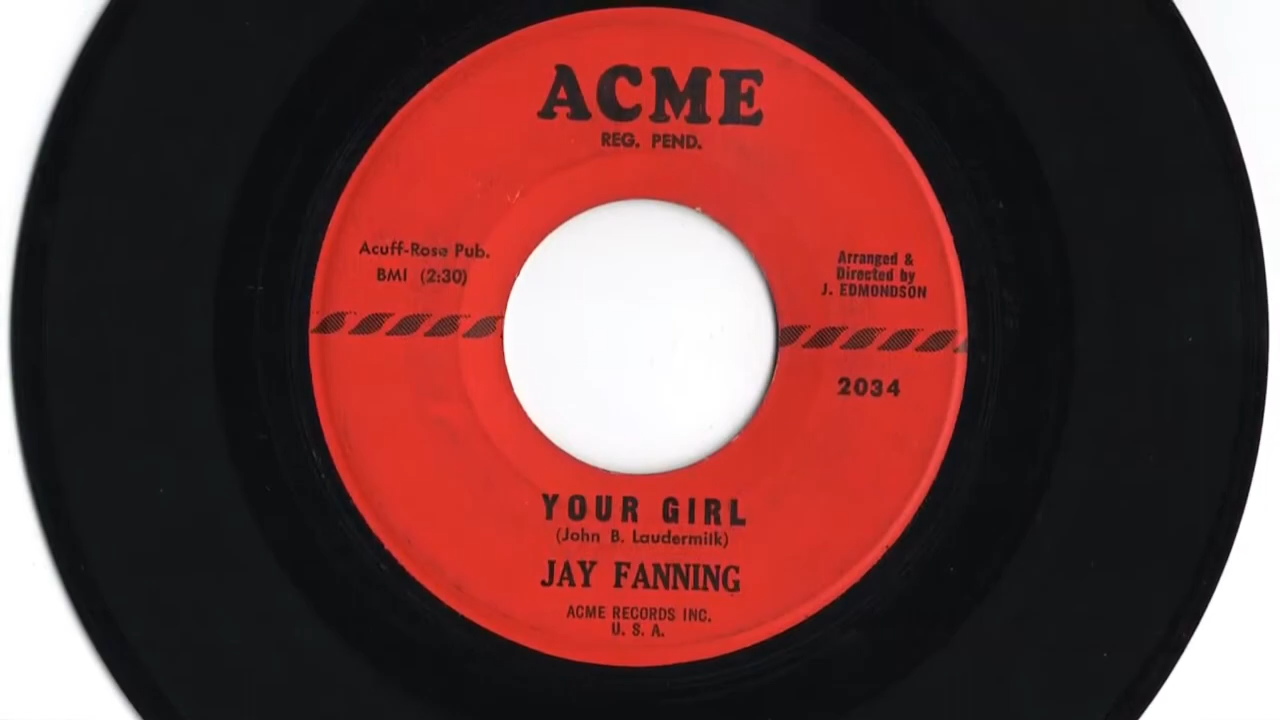 ACME
REG. PEND.
Acuff-Rose Pub.
BMI (2:30)
Arranged &
Directed by
J. EDMONDSON
2034
YOUR GIRL
(John B. Laudermilk)
JAY FANNING
ACME RECORDS INC.
U. S. A.